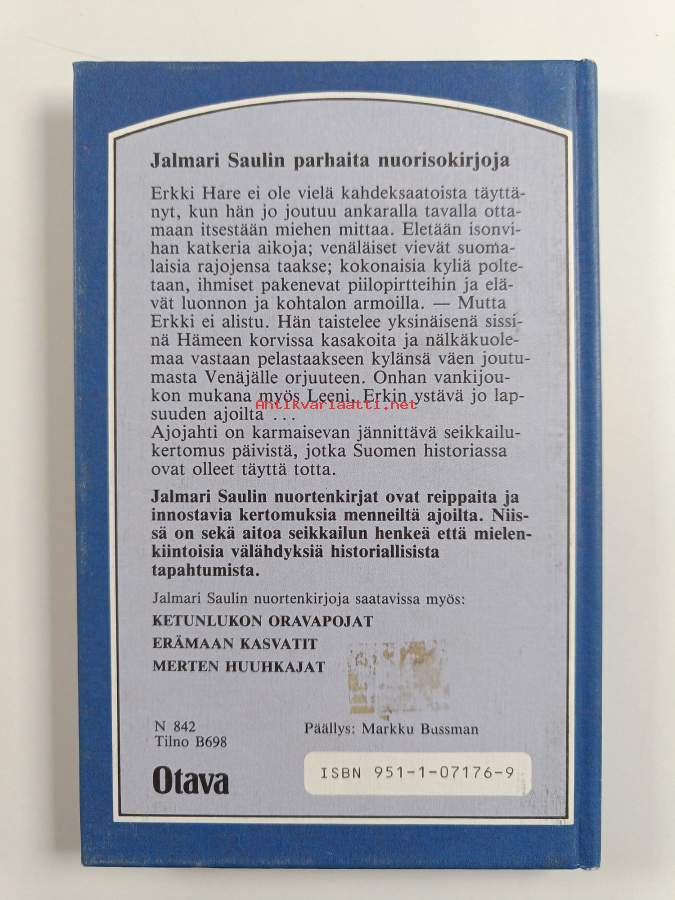 Jalmari Saulin parhaita nuorisokirjoja
Erkki Hare ei ole vielä kahdeksaatoista täyttä-
nyt, kun hän jo joutuu ankaralla tavalla otta-
maan itsestään miehen mittaa. Eletään isonvi-
han katkeria aikoja; venäläiset vievät suoma-
laisia rajojensa taakse; kokonaisia kyliä polte-
taan, ihmiset pakenevat piilopirtteihin ja elä-
vät luonnon ja kohtalon armoilla. — Mutta
Erkki ei alistu. Hän taistelee yksinäisenä sissi-
nä Hämeen korvissa kasakoita ja nälkäkuole-
maa vastaan pelastaakseen kylänsä väen joutu-
masta Venäjälle orjuuteen. Onhan vankijou-
kon mukana myös Leeni, Erkin ystävä jo lap-
Antikvariaatti.net
suuden ajoilta ...
Ajojahti on karmaisevan jännittävä seikkailu-
kertomus päivistä, jotka Suomen historiassa
ovat olleet täyttä totta.
Jalmari Saulin nuortenkirjat ovat reippaita ja
innostavia kertomuksia menneiltä ajoilta. Niis-
sä on sekä aitoa seikkailun henkeä että mielen-
kiintoisia välähdyksiä historiallisista
tapahtumista.
Jalmari Saulin nuortenkirjoja saatavissa myös:
KETUNLUKON ORAVAPOJAT
ERÄMAAN KASVATIT
MERTEN HUUHKAJAT
N 842
Tilno B698
Päällys: Markku Bussman
Otava
ISBN 951-1-07176-9